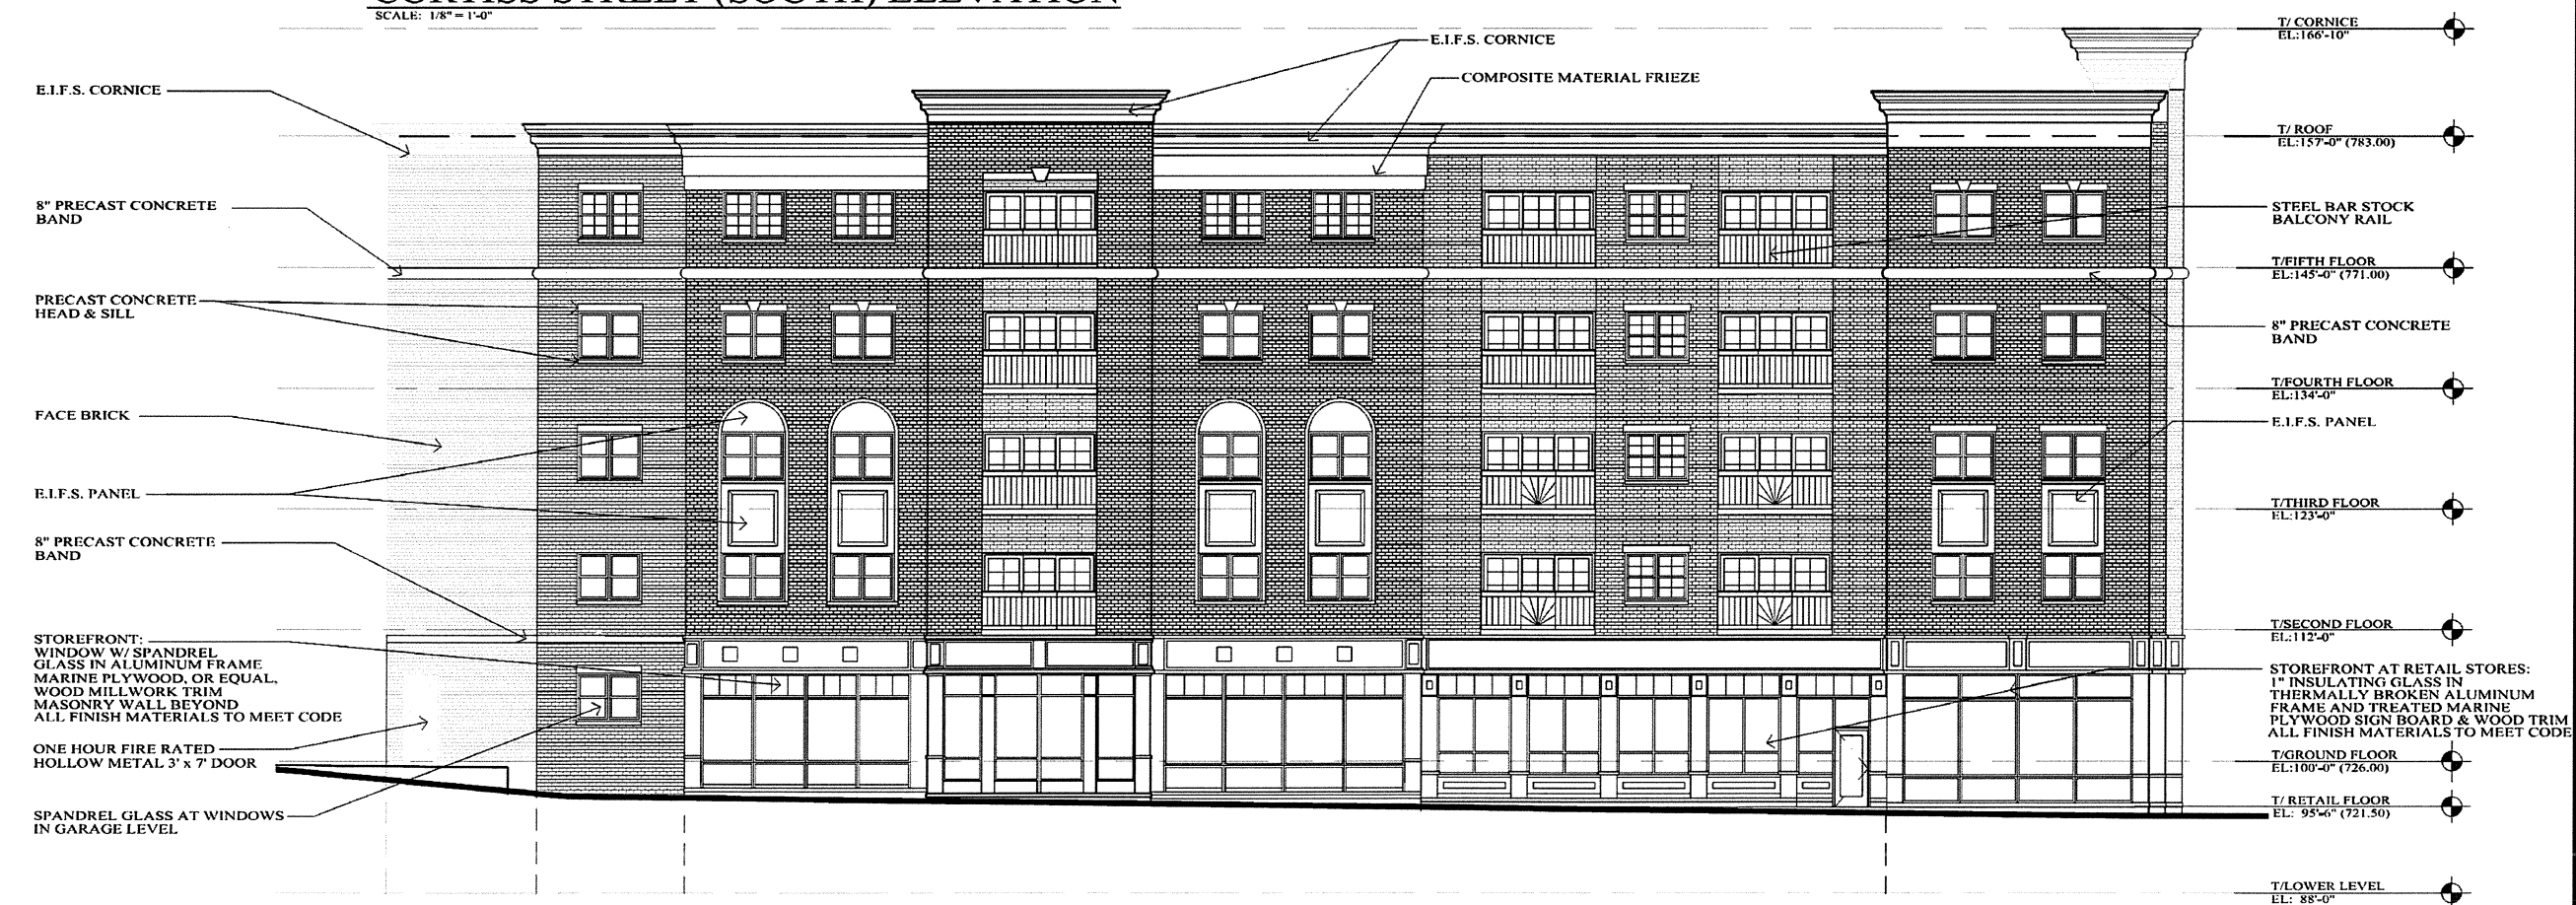 CURTISS STREET (SOUTH) ELEVATION
SCALE: 1/8" = 1'-0"
E.I.F.S. CORNICE
8" PRECAST CONCRETE
BAND
PRECAST CONCRETE
HEAD & SILL
FACE BRICK
E.I.F.S. PANEL
8" PRECAST CONCRETE
BAND
STOREFRONT:
WINDOW W/ SPANDREL
GLASS IN ALUMINUM FRAME
MARINE PLYWOOD, OR EQUAL,
WOOD MILLWORK TRIM
MASONRY WALL BEYOND
ALL FINISH MATERIALS TO MEET CODE
ONE HOUR FIRE RATED
HOLLOW METAL 3' x 7' DOOR
SPANDREL GLASS AT WINDOWS
IN GARAGE LEVEL
E.I.F.S. CORNICE
COMPOSITE MATERIAL FRIEZE
T/ CORNICE
EL:166'-10"
T/ ROOF
EL:157'-0" (783.00)
STEEL BAR STOCK
BALCONY RAIL
T/FIFTH FLOOR
EL:145'-0" (771.00)
8" PRECAST CONCRETE
BAND
T/FOURTH FLOOR
EL:134'-0"
E.I.F.S. PANEL
T/THIRD FLOOR
EL:123'-0"
T/SECOND FLOOR
EL:112'-0"
STOREFRONT AT RETAIL STORES:
1" INSULATING GLASS IN
THERMALLY BROKEN ALUMINUM
FRAME AND TREATED MARINE
PLYWOOD SIGN BOARD & WOOD TRIM
ALL FINISH MATERIALS TO MEET CODE
T/GROUND FLOOR
EL:100'-0" (726.00)
T/ RETAIL FLOOR
EL: 95'-6" (721.50)
T/LOWER LEVEL
EL: 88'-0"